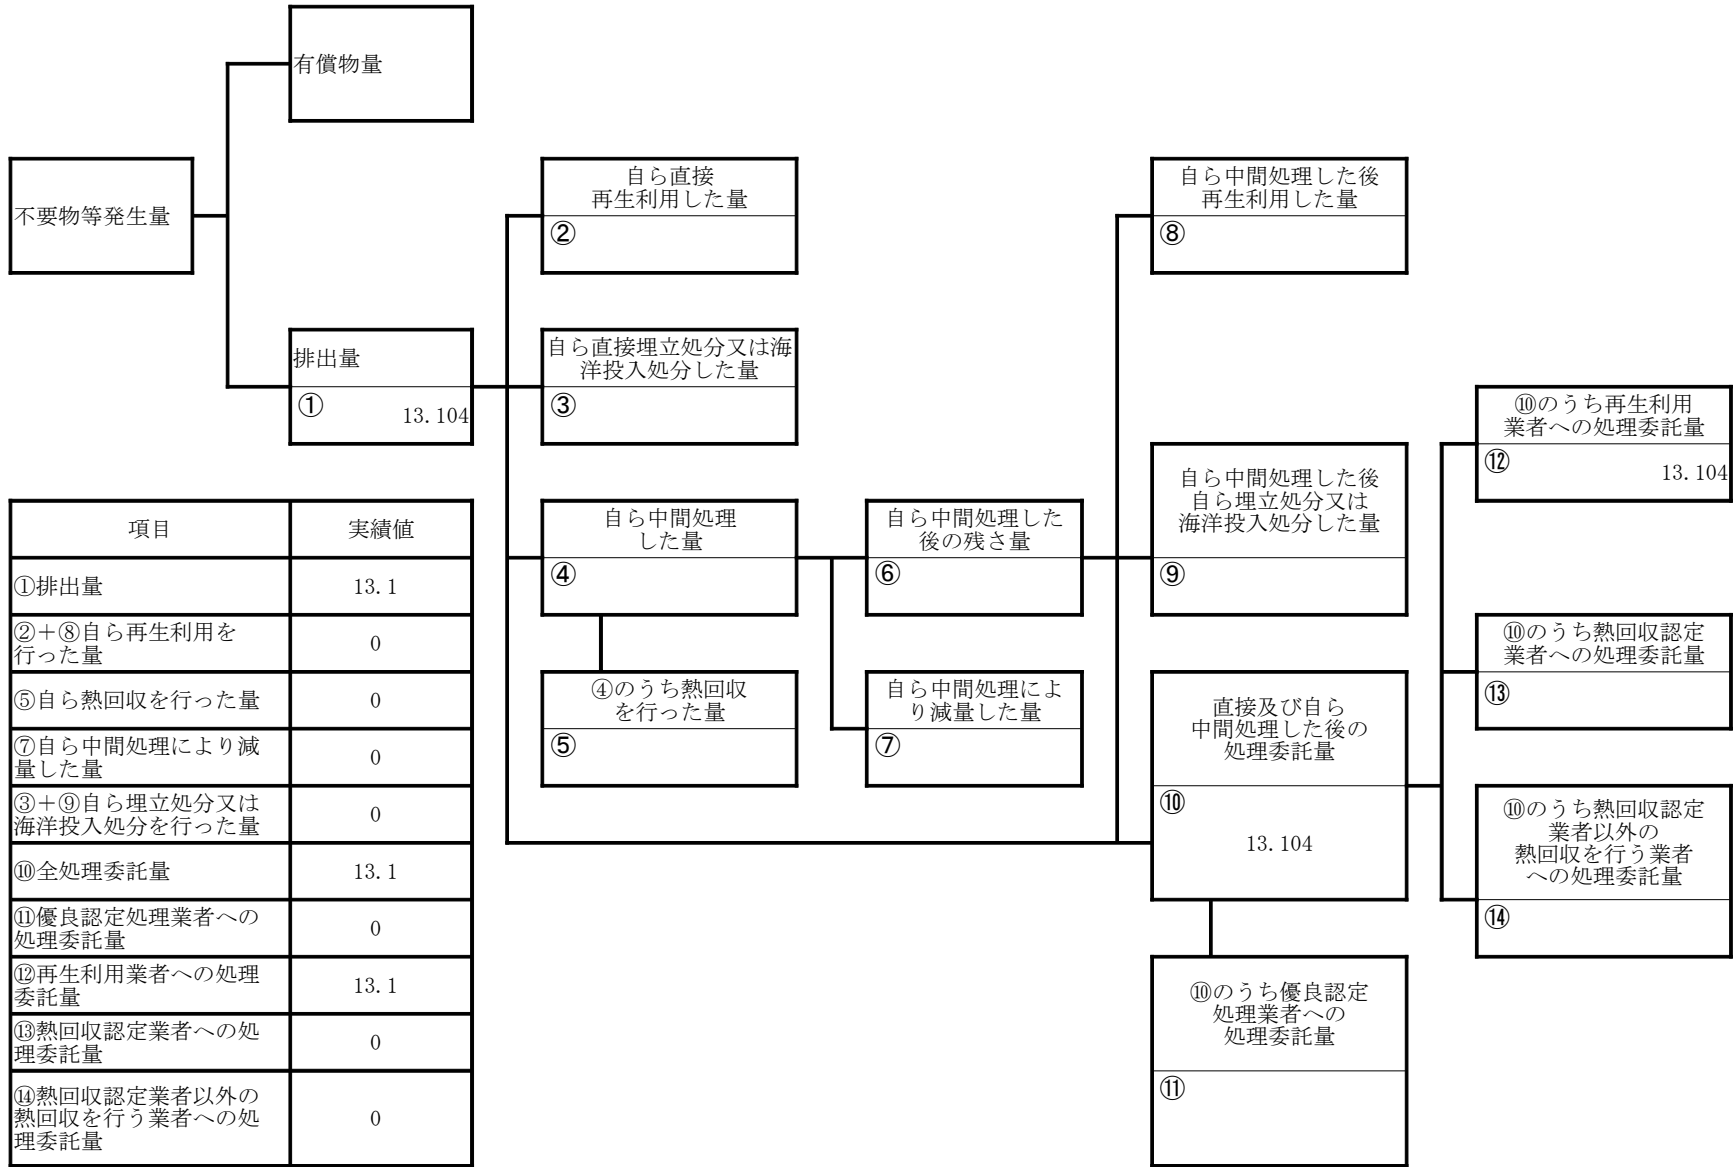 有償物量
不要物等発生量
自ら直接
再生利用した量
②
自ら中間処理した後
再生利用した量
⑧
排出量
①
13.104
自ら直接埋立処分又は海
洋投入処分した量
③
⑩のうち再生利用
業者への処理委託量
⑫
13.104
自ら中間処理
した量
④
自ら中間処理した
後の残さ量
⑥
自ら中間処理した後
自ら埋立処分又は
海洋投入処分した量
⑨
⑩のうち熱回収認定
業者への処理委託量
⑬
④のうち熱回収
を行った量
⑤
自ら中間処理によ
り減量した量
⑦
直接及び自ら
中間処理した後の
処理委託量
⑩
13.104
⑩のうち熱回収認定
業者以外の
熱回収を行う業者
への処理委託量
⑭
⑩のうち優良認定
処理業者への
処理委託量
⑪
項目 実績値
①排出量 13.1
②＋⑧自ら再生利用を
行った量 0
⑤自ら熱回収を行った量 0
⑦自ら中間処理により減
量した量 0
③＋⑨自ら埋立処分又は
海洋投入処分を行った量 0
⑩全処理委託量 13.1
⑪優良認定処理業者への
処理委託量 0
⑫再生利用業者への処理
委託量 13.1
⑬熱回収認定業者への処
理委託量 0
⑭熱回収認定業者以外の
熱回収を行う業者への処
理委託量 0